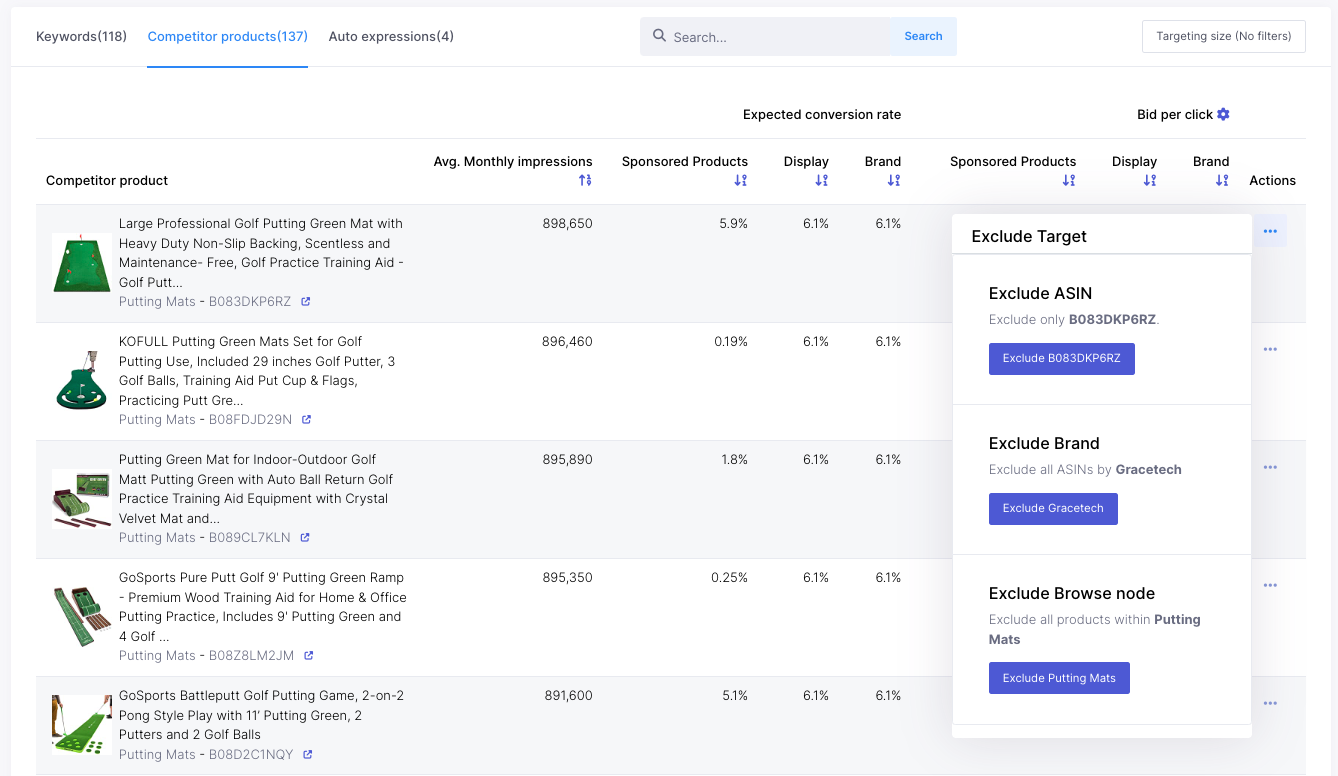 Keywords(118) Competitor products(137) Auto expressions(4) Search... Search Targeting size (No filters)
Expected conversion rate Bid per click
Competitor product Avg. Monthly impressions Sponsored Products Display Brand Sponsored Products Display Brand Actions
Large Professional Golf Putting Green Mat with 898,650 5.9% 6.1% 6.1%
Heavy Duty Non-Slip Backing, Scentless and
Maintenance- Free, Golf Practice Training Aid -
Golf Putt...
Putting Mats - B083DKP6RZ
KOFULL Putting Green Mats Set for Golf 896,460 0.19% 6.1% 6.1%
Putting Use, Included 29 inches Golf Putter, 3
Golf Balls, Training Aid Put Cup & Flags,
Practicing Putt Gre...
Putting Mats - B08FDJD29N
Putting Green Mat for Indoor-Outdoor Golf 895,890 1.8% 6.1% 6.1%
Matt Putting Green with Auto Ball Return Golf
Practice Training Aid Equipment with Crystal
Velvet Mat and...
Putting Mats - B089CL7KLN
GoSports Pure Putt Golf 9' Putting Green Ramp 895,350 0.25% 6.1% 6.1%
- Premium Wood Training Aid for Home & Office
Putting Practice, Includes 9' Putting Green and
4 Golf ...
Putting Mats - B08Z8LM2JM
GoSports Battleputt Golf Putting Game, 2-on-2 891,600 5.1% 6.1% 6.1%
Pong Style Play with 11’ Putting Green, 2
Putters and 2 Golf Balls
Putting Mats - B08D2C1NQY
Exclude Target
Exclude ASIN
Exclude only B083DKP6RZ.
Exclude B083DKP6RZ
Exclude Brand
Exclude all ASINs by Gracetech
Exclude Gracetech
Exclude Browse node
Exclude all products within Putting
Mats
Exclude Putting Mats